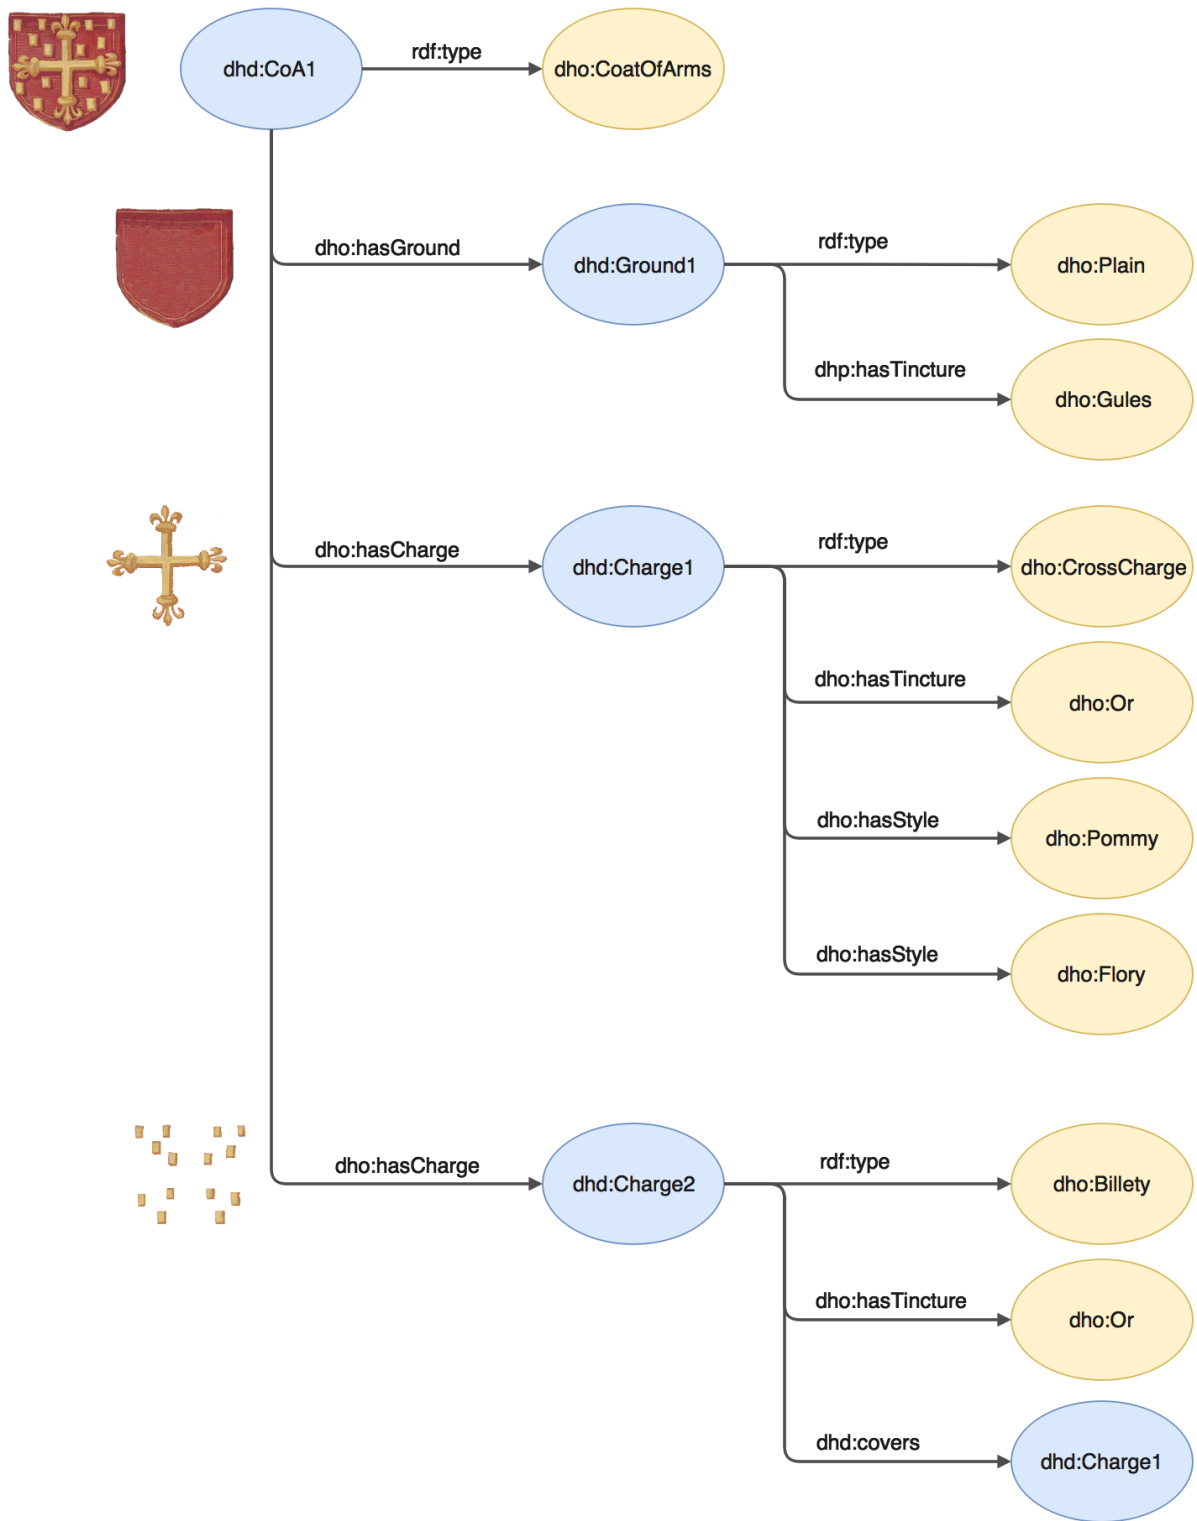 dhd:CoA1
rdf:type
dho:CoatOfArms
dho:hasGround
dhd:Ground1
rdf:type
dho:Plain
dhp:hasTincture
dho:Gules
dho:hasCharge
dhd:Charge1
rdf:type
dho:CrossCharge
dho:hasTincture
dho:Or
dho:hasStyle
dho:Pommy
dho:hasStyle
dho:Flory
dho:hasCharge
dhd:Charge2
rdf:type
dho:Billety
dho:hasTincture
dho:Or
dhd:covers
dhd:Charge1